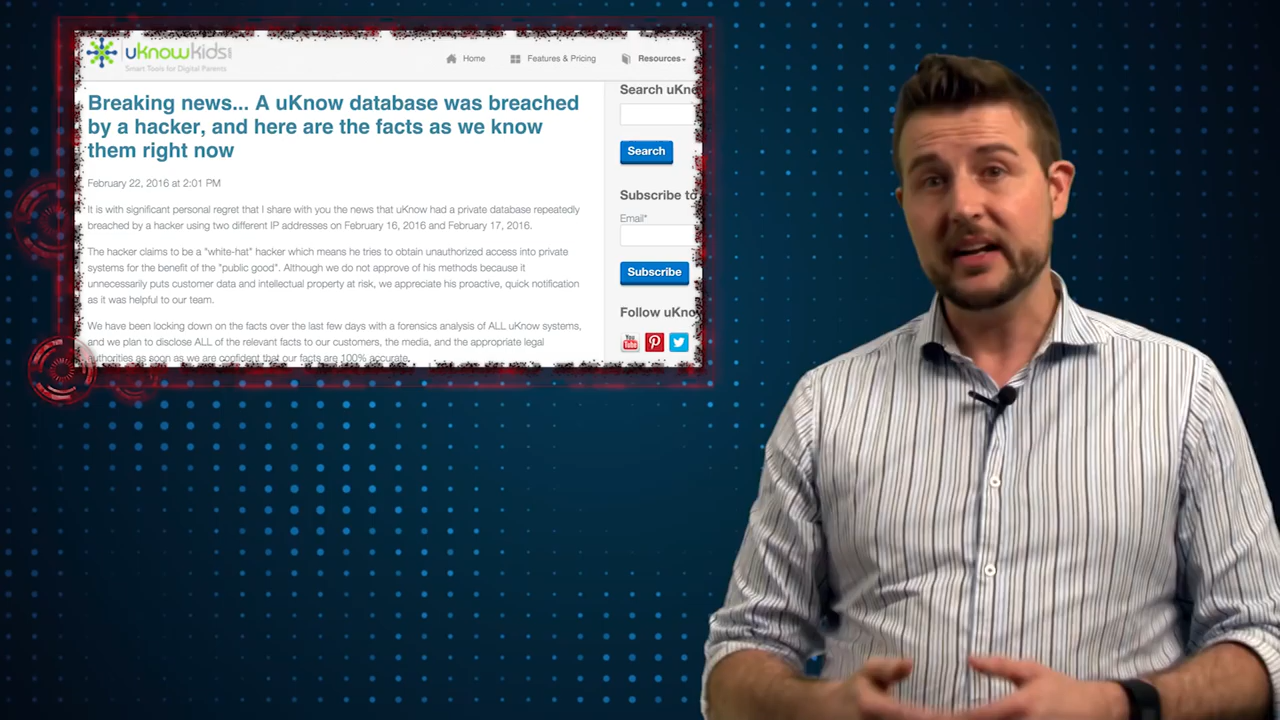 uKnowkids
Smart Tools for Digital Parents
Home
Features & Pricing
Resources
Breaking news... A uKnow database was breached
by a hacker, and here are the facts as we know
them right now
February 22, 2016 at 2:01 PM
It is with significant personal regret that I share with you the news that uKnow had a private database repeatedly
breached by a hacker using two different IP addresses on February 16, 2016 and February 17, 2016.
The hacker claims to be a "white-hat" hacker which means he tries to obtain unauthorized access into private
systems for the benefit of the "public good". Although we do not approve of his methods because it
unnecessarily puts customer data and intellectual property at risk, we appreciate his proactive, quick notification
as it was helpful to our team.
We have been locking down on the facts over the last few days with a forensics analysis of ALL uKnow systems,
and we plan to disclose ALL of the relevant facts to our customers, the media, and the appropriate legal
authorities as soon as we are confident that our facts are 100% accurate.
Search uKno
Search
Subscribe to
Email*
Subscribe
Follow uKno
You
Tube